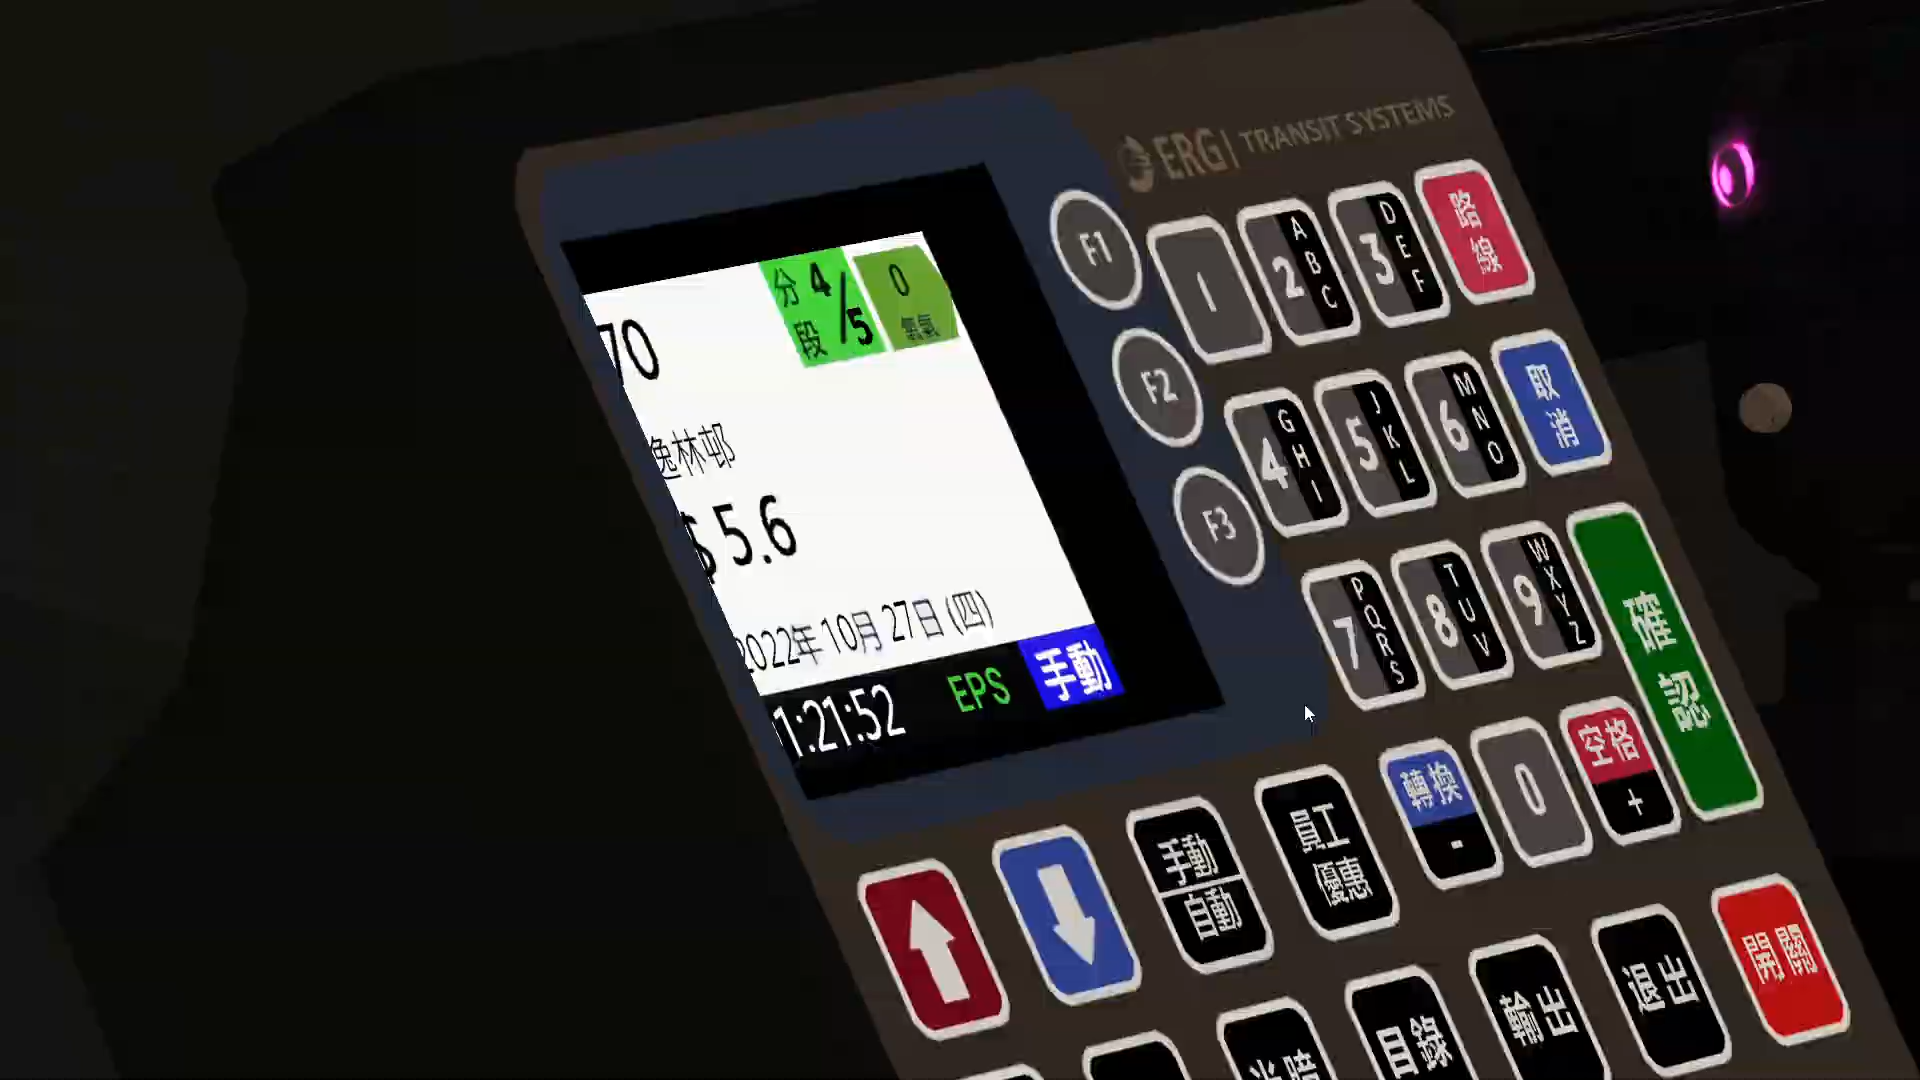 ERG | TRANSIT SYSTEMS
分段 4/5
0
70
逸林邨
$ 5.6
2022年 10月 27日 (四)
1:21:52 EPS 手動
F1
F2
F3
1
2 ABC
3 DEF
路線
4 GHI
5 JKL
6 MNO
取消
7 PQRS
8 TUV
9 WXYZ
確認
轉換 -
0
空格 +
手動
自動
員工優惠
目錄
輸出
退出
開關